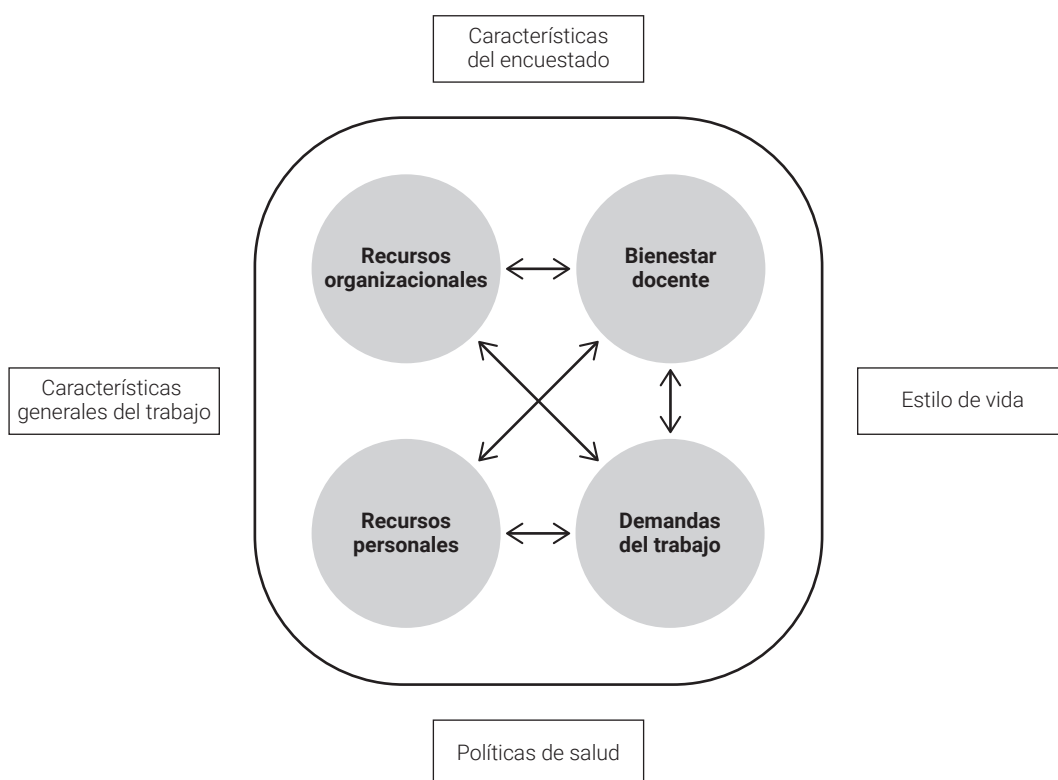 Características
del encuestado
Recursos
organizacionales
Bienestar
docente
Características
generales del trabajo
Estilo de vida
Recursos
personales
Demandas
del trabajo
Políticas de salud